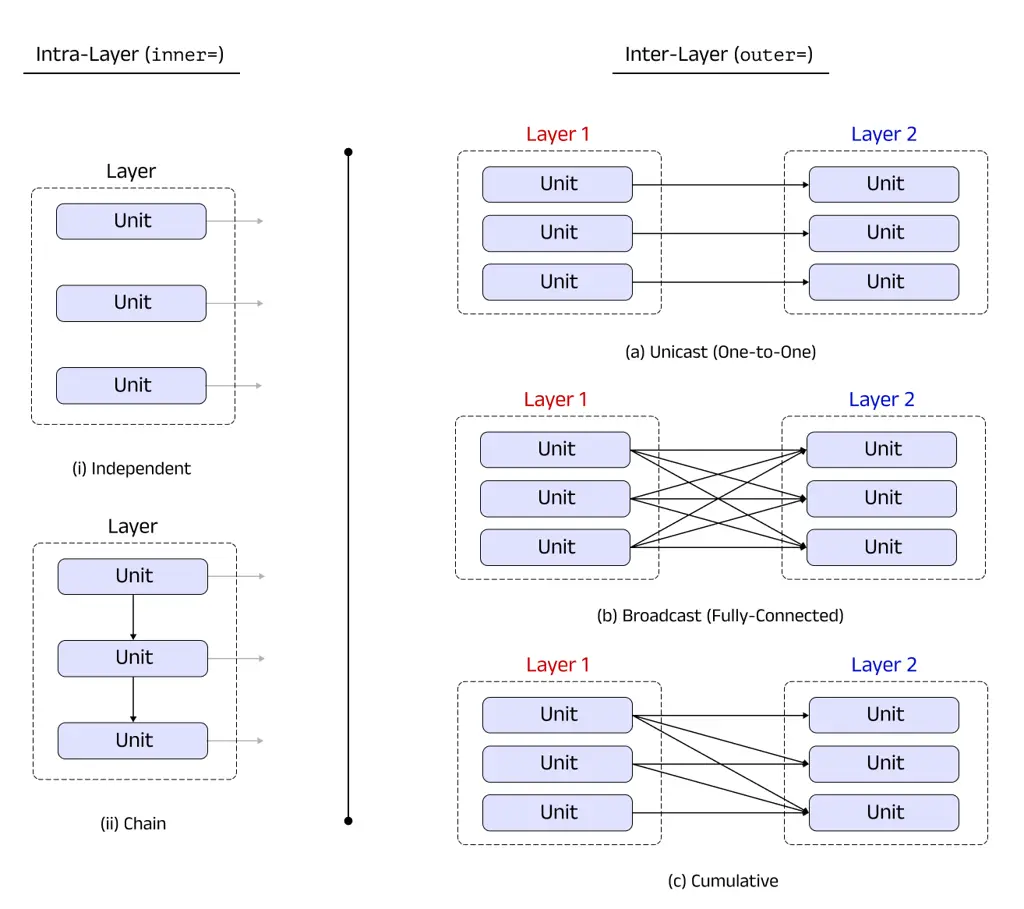 Intra-Layer (inner=)
Layer
Unit
Unit
Unit
(i) Independent
Layer
Unit
Unit
Unit
(ii) Chain
Inter-Layer (outer=)
Layer 1 Layer 2
Unit Unit
Unit Unit
Unit Unit
(a) Unicast (One-to-One)
Layer 1 Layer 2
Unit Unit
Unit Unit
Unit Unit
(b) Broadcast (Fully-Connected)
Layer 1 Layer 2
Unit Unit
Unit Unit
Unit Unit
(c) Cumulative